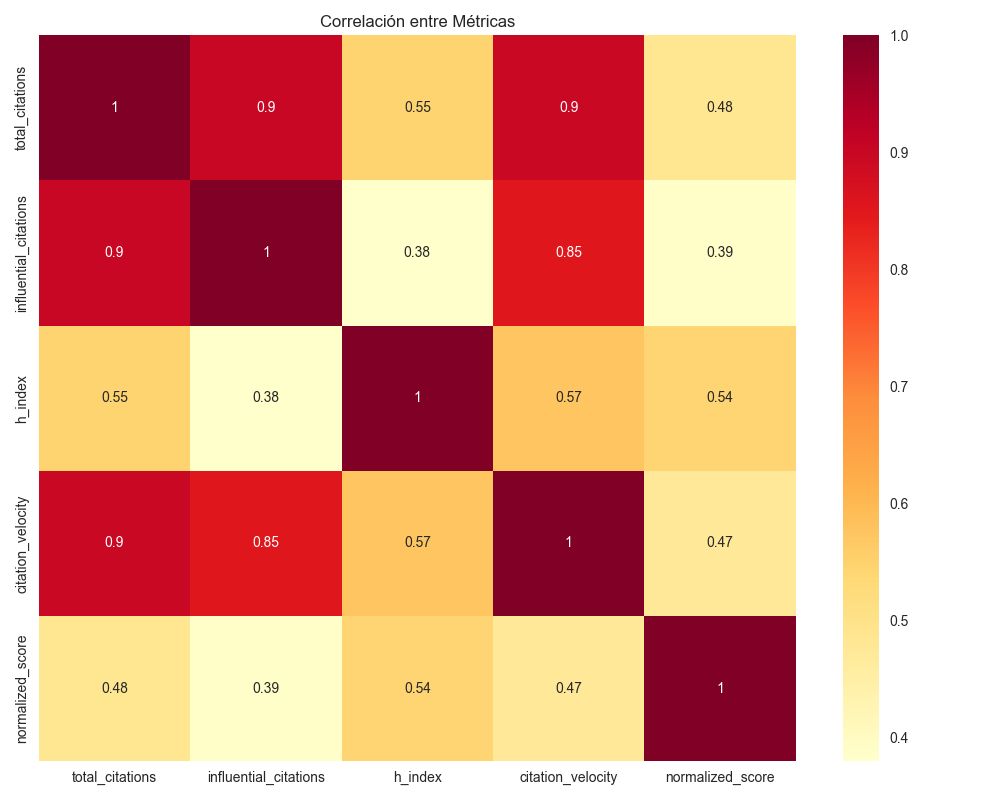 Correlación entre Métricas
total_citations
1
0.9
0.55
0.9
0.48
influential_citations
0.9
1
0.38
0.85
0.39
h_index
0.55
0.38
1
0.57
0.54
citation_velocity
0.9
0.85
0.57
1
0.47
normalized_score
0.48
0.39
0.54
0.47
1
total_citations
influential_citations
h_index
citation_velocity
normalized_score
1.0
0.9
0.8
0.7
0.6
0.5
0.4